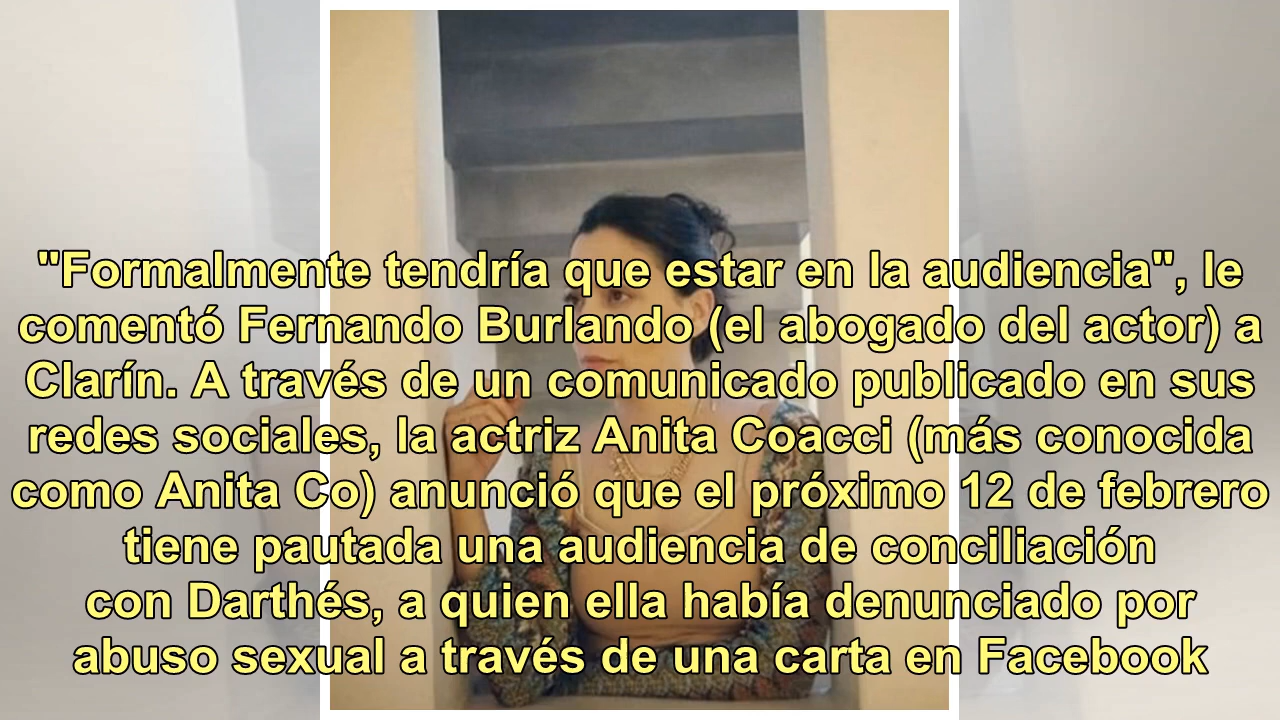 "Formalmente tendría que estar en la audiencia", le
comentó Fernando Burlando (el abogado del actor) a
Clarín. A través de un comunicado publicado en sus
redes sociales, la actriz Anita Coacci (más conocida
como Anita Co) anunció que el próximo 12 de febrero
tiene pautada una audiencia de conciliación
con Darthés, a quien ella había denunciado por
abuso sexual a través de una carta en Facebook